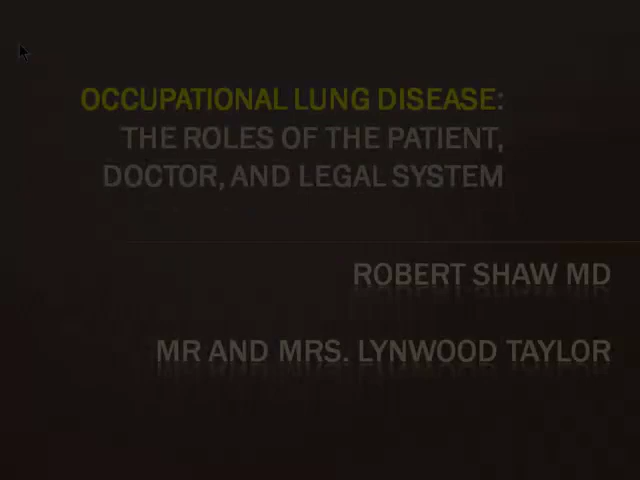 OCCUPATIONAL LUNG DISEASE:
THE ROLES OF THE PATIENT,
DOCTOR, AND LEGAL SYSTEM
ROBERT SHAW MD
MR AND MRS. LYNWOOD TAYLOR